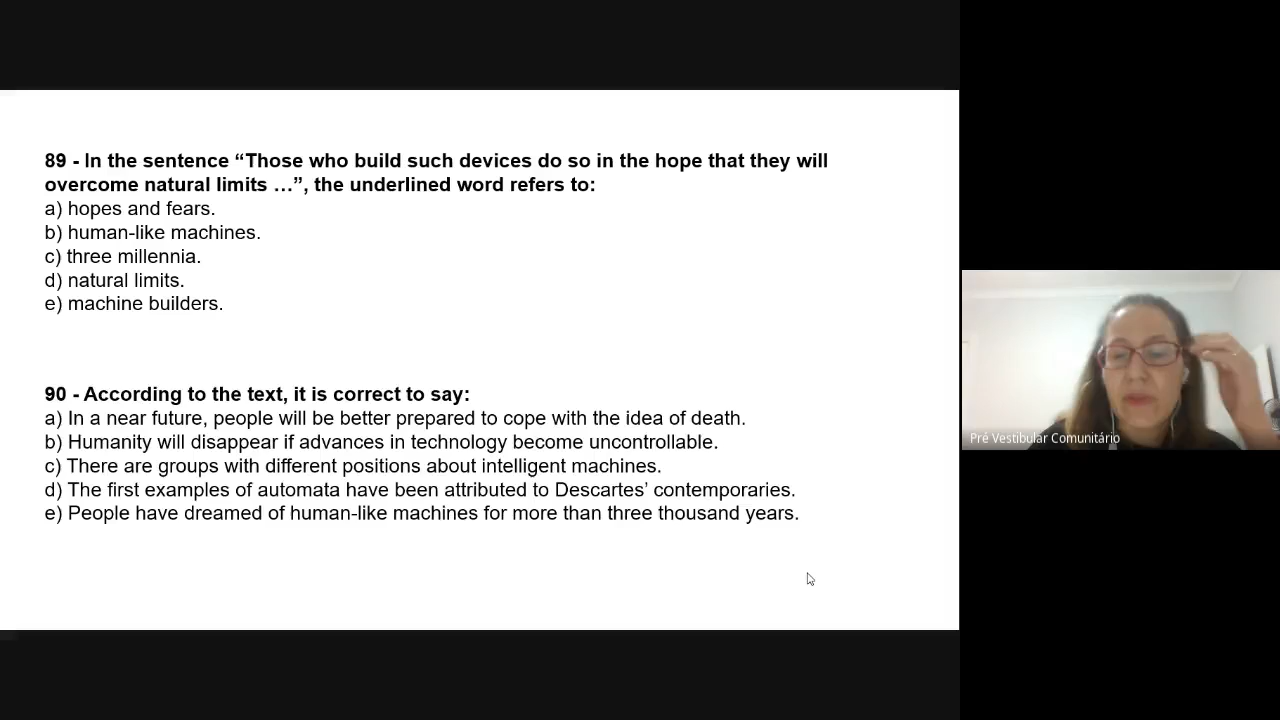 89 - In the sentence “Those who build such devices do so in the hope that they will
overcome natural limits …”, the underlined word refers to:
a) hopes and fears.
b) human-like machines.
c) three millennia.
d) natural limits.
e) machine builders.
90 - According to the text, it is correct to say:
a) In a near future, people will be better prepared to cope with the idea of death.
b) Humanity will disappear if advances in technology become uncontrollable.
c) There are groups with different positions about intelligent machines.
d) The first examples of automata have been attributed to Descartes’ contemporaries.
e) People have dreamed of human-like machines for more than three thousand years.
Pré Vestibular Comunitário